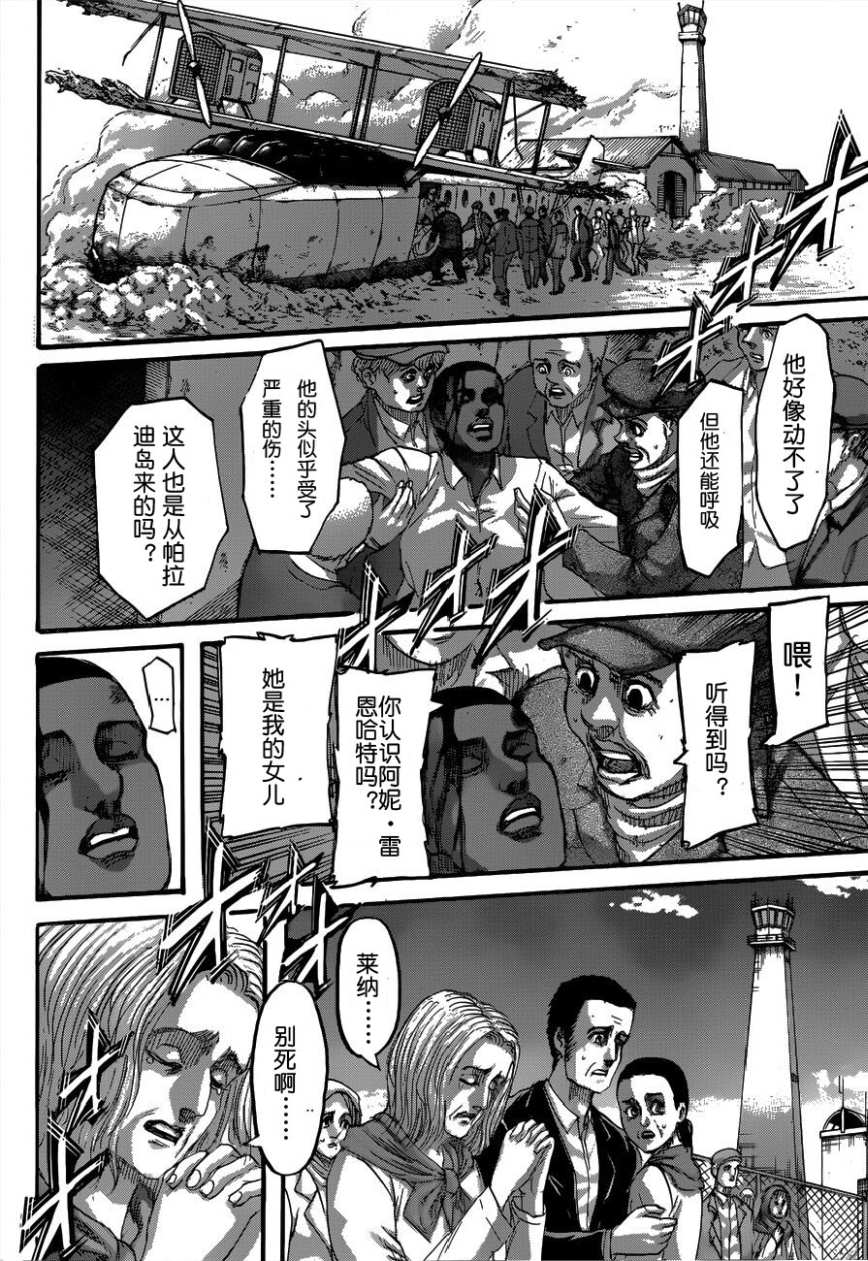 他好像动不了了
但他还能呼吸
他的头似乎受了
严重的伤……
这人也是从帕拉
迪岛来的吗？
喂！
听得到吗？
你认识阿妮·雷
恩哈特吗？
她是我的女儿
…
莱纳……
别死啊……